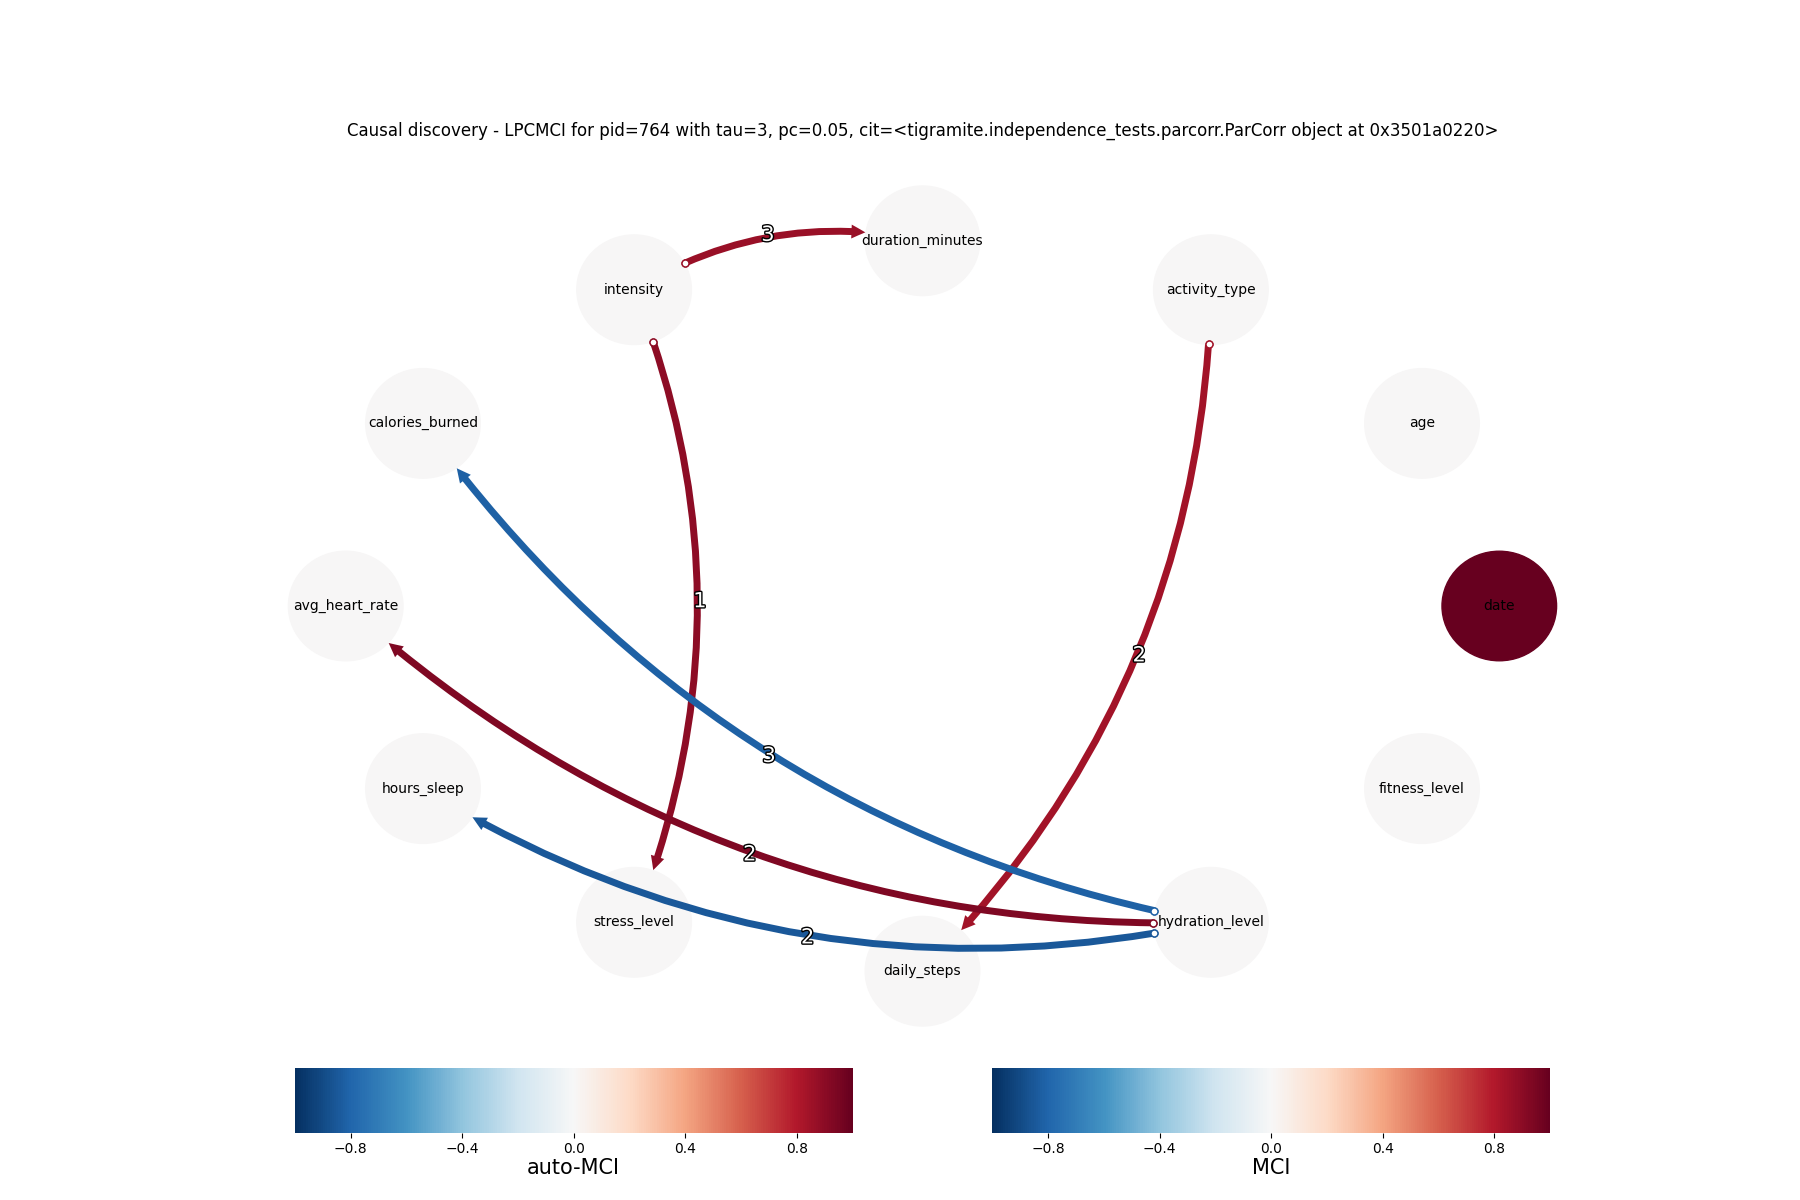 Causal discovery - LPCMCI for pid=764 with tau=3, pc=0.05, cit=<tigramite.independence_tests.parcorr.ParCorr object at 0x3501a0220>
3
duration_minutes
intensity
activity_type
calories_burned
age
avg_heart_rate
1
date
2
3
hours_sleep
fitness_level
2
stress_level
2
hydration_level
daily_steps
−0.8 −0.4 0.0 0.4 0.8
auto-MCI
−0.8 −0.4 0.0 0.4 0.8
MCI